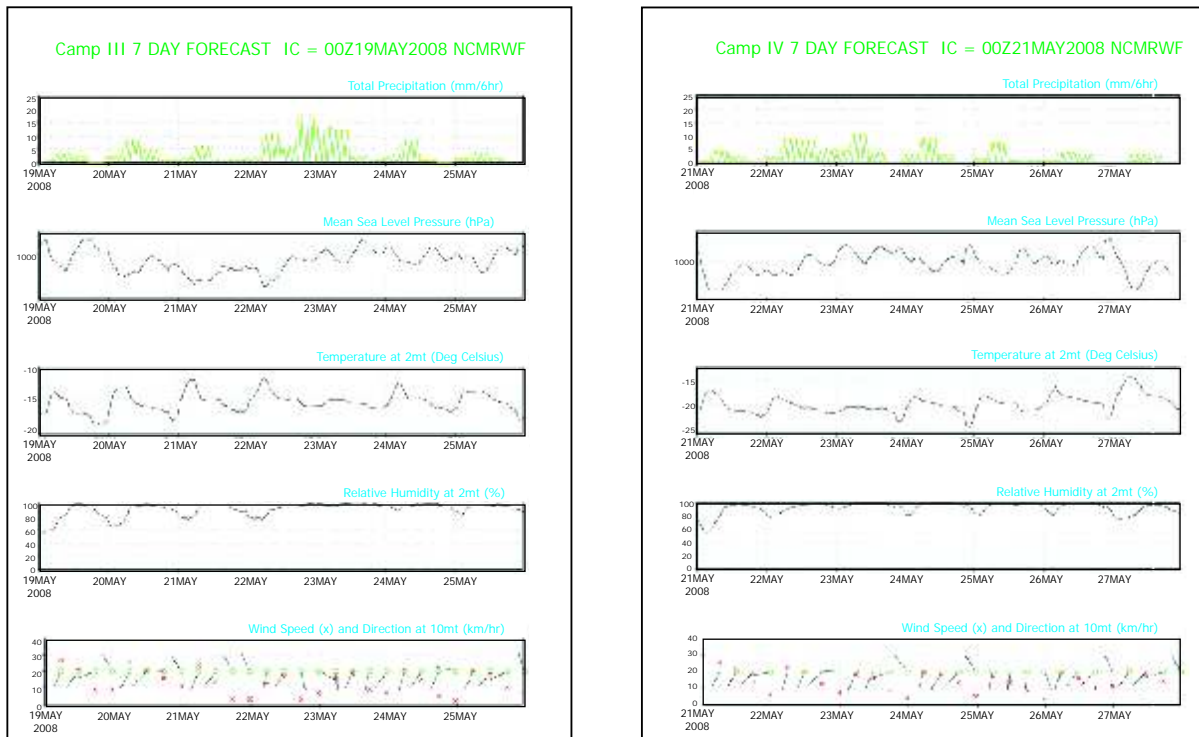 Camp III 7 DAY FORECAST IC = 00Z19MAY2008 NCMRWF
Total Precipitation (mm/6hr)
25
20
15
10
5
0
19MAY 20MAY 21MAY 22MAY 23MAY 24MAY 25MAY
2008
Mean Sea Level Pressure (hPa)
1000
19MAY 20MAY 21MAY 22MAY 23MAY 24MAY 25MAY
2008
Temperature at 2mt (Deg Celsius)
-10
-15
-20
19MAY 20MAY 21MAY 22MAY 23MAY 24MAY 25MAY
2008
Relative Humidity at 2mt (%)
100
80
60
40
20
0
19MAY 20MAY 21MAY 22MAY 23MAY 24MAY 25MAY
2008
Wind Speed (x) and Direction at 10mt (km/hr)
40
30
20
10
0
19MAY 20MAY 21MAY 22MAY 23MAY 24MAY 25MAY
2008
Camp IV 7 DAY FORECAST IC = 00Z21MAY2008 NCMRWF
Total Precipitation (mm/6hr)
25
20
15
10
5
0
21MAY 22MAY 23MAY 24MAY 25MAY 26MAY 27MAY
2008
Mean Sea Level Pressure (hPa)
1000
21MAY 22MAY 23MAY 24MAY 25MAY 26MAY 27MAY
2008
Temperature at 2mt (Deg Celsius)
-15
-20
-25
21MAY 22MAY 23MAY 24MAY 25MAY 26MAY 27MAY
2008
Relative Humidity at 2mt (%)
100
80
60
40
20
0
21MAY 22MAY 23MAY 24MAY 25MAY 26MAY 27MAY
2008
Wind Speed (x) and Direction at 10mt (km/hr)
40
30
20
10
0
21MAY 22MAY 23MAY 24MAY 25MAY 26MAY 27MAY
2008